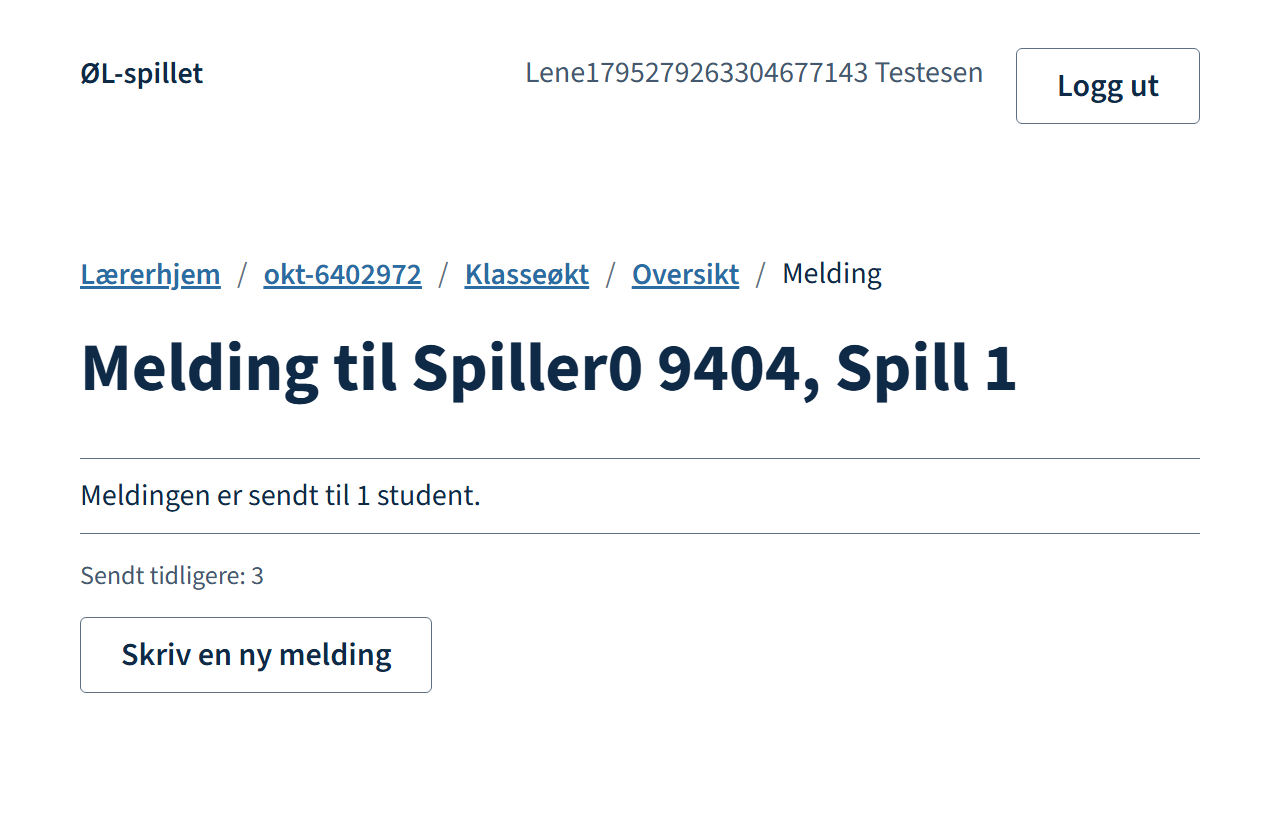 ØL-spillet
Lene1795279263304677143 Testesen
Logg ut
Lærerhjem / okt-6402972 / Klasseøkt / Oversikt / Melding
Melding til Spiller0 9404, Spill 1
Meldingen er sendt til 1 student.
Sendt tidligere: 3
Skriv en ny melding